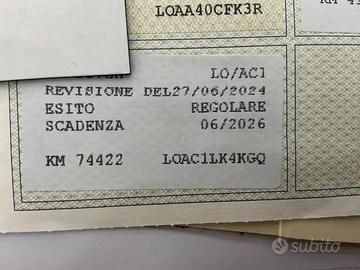 LOAA40CFK3R
LO/AC1
REVISIONE DEL27/06/2024
ESITO REGOLARE
SCADENZA 06/2026
KM 74422 LOAC1LK4KGQ
subito